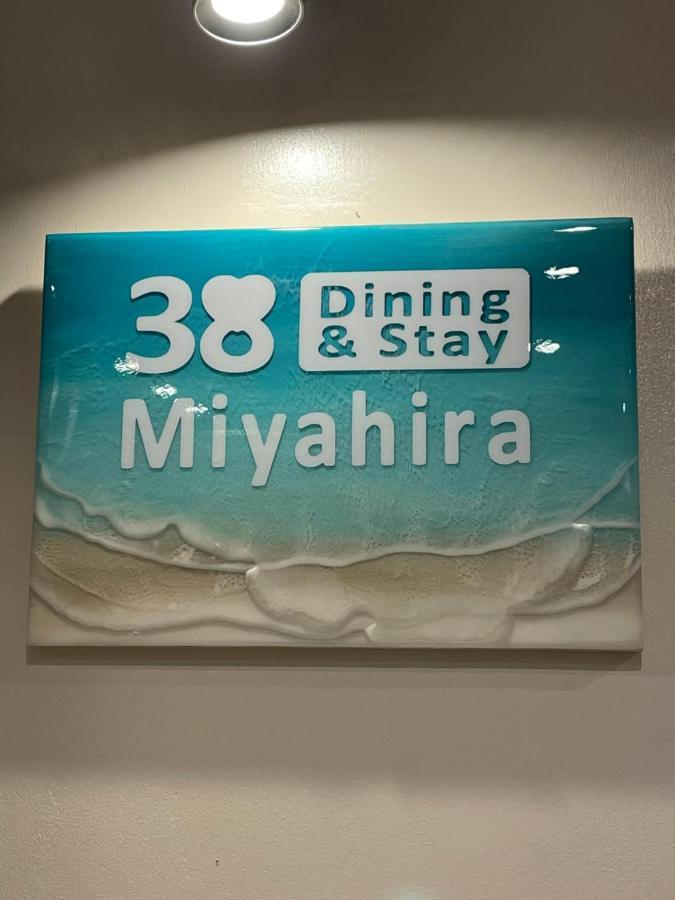 38 Dining
& Stay
Miyahira